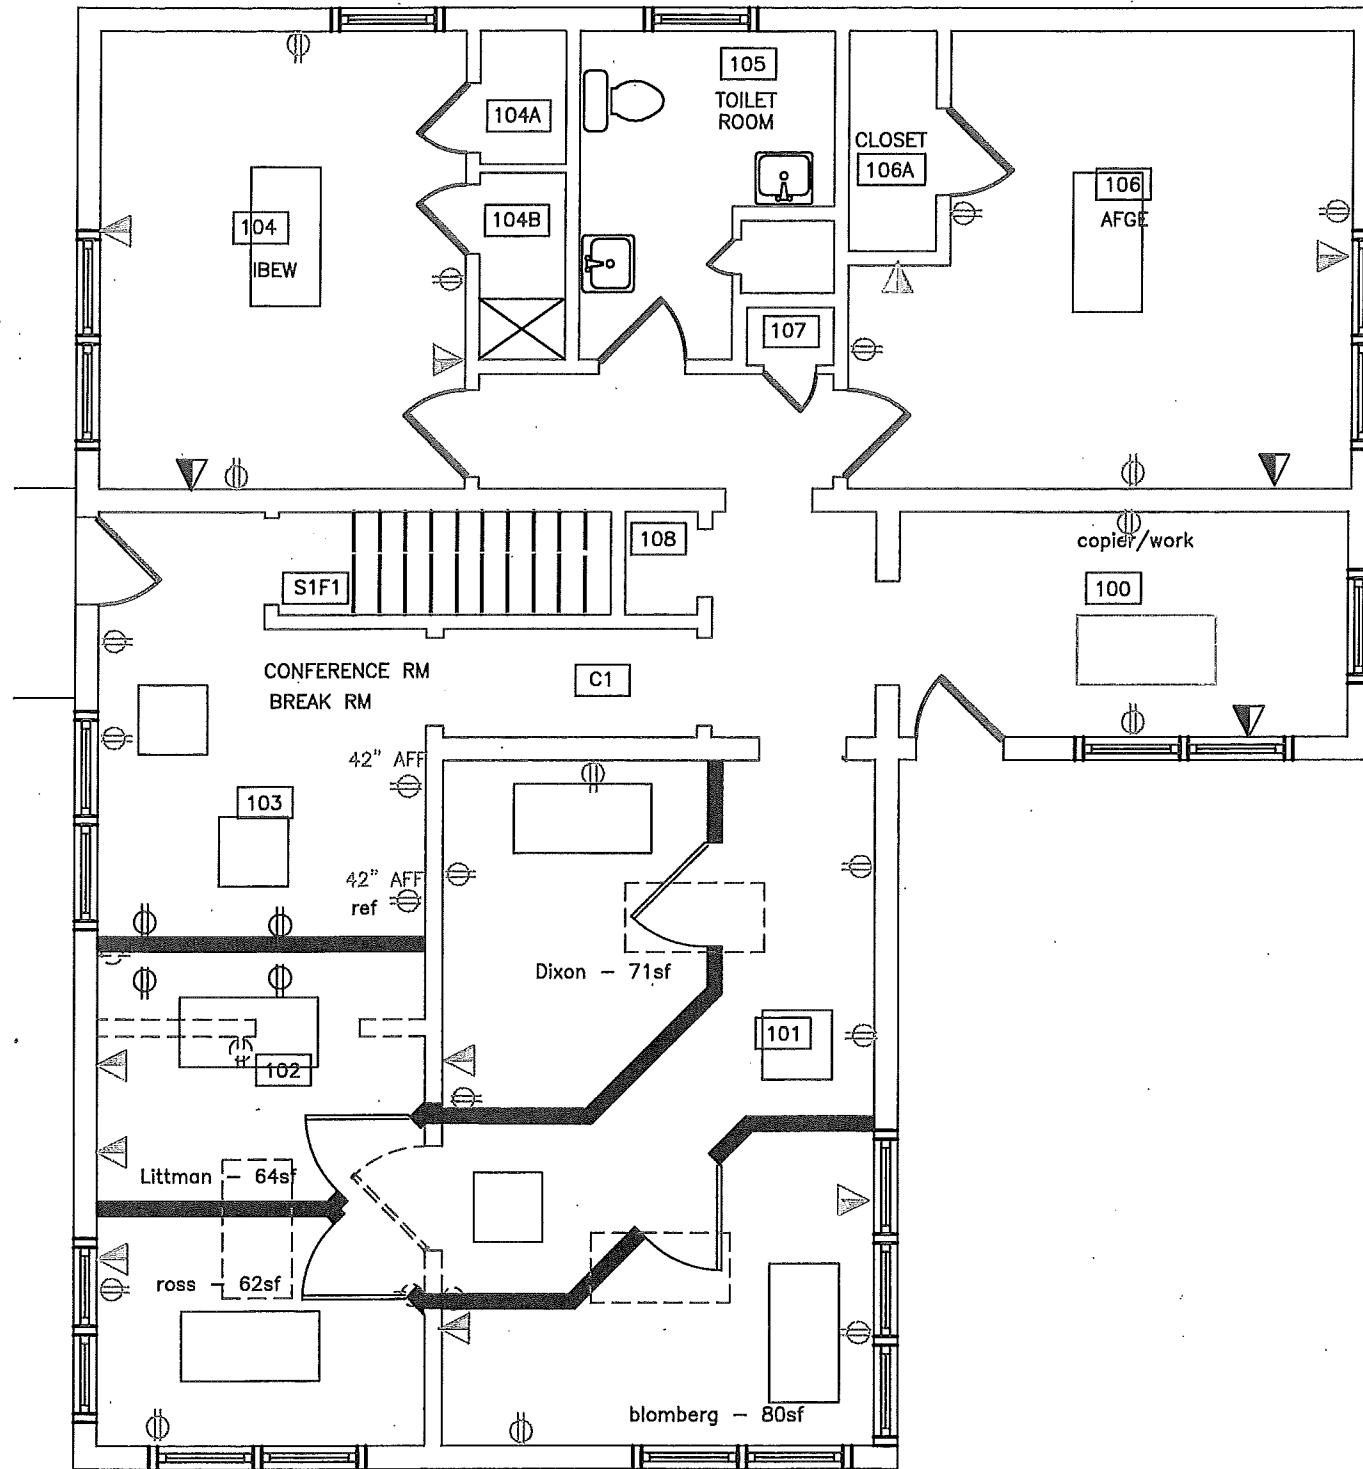 105
TOILET
ROOM
104A
CLOSET
106A
106
AFGE
104B
104
IBEW
107
108
copier/work
S1F1
100
CONFERENCE RM
BREAK RM
C1
42" AFF
103
42" AFF
ref
Dixon - 71sf
101
102
Littman - 64sf
ross - 62sf
blomberg - 80sf